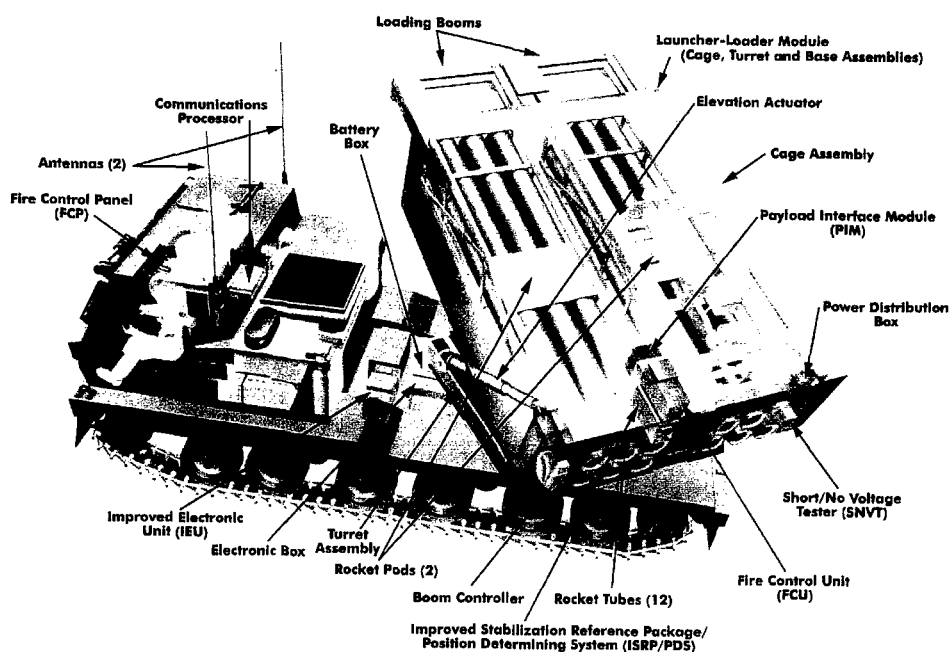 Loading Booms
Launcher-Loader Module
(Cage, Turret and Base Assemblies)
Communications
Processor
Elevation Actuator
Battery
Box
Antennas (2)
Cage Assembly
Fire Control Panel
(FCP)
Payload Interface Module
(PIM)
Power Distribution
Box
Short/No Voltage
Tester (SNVT)
Improved Electronic
Unit (IEU)
Electronic Box
Turret
Assembly
Rocket Pods (2)
Boom Controller
Rocket Tubes (12)
Fire Control Unit
(FCU)
Improved Stabilization Reference Package/
Position Determining System (ISRP/PDS)